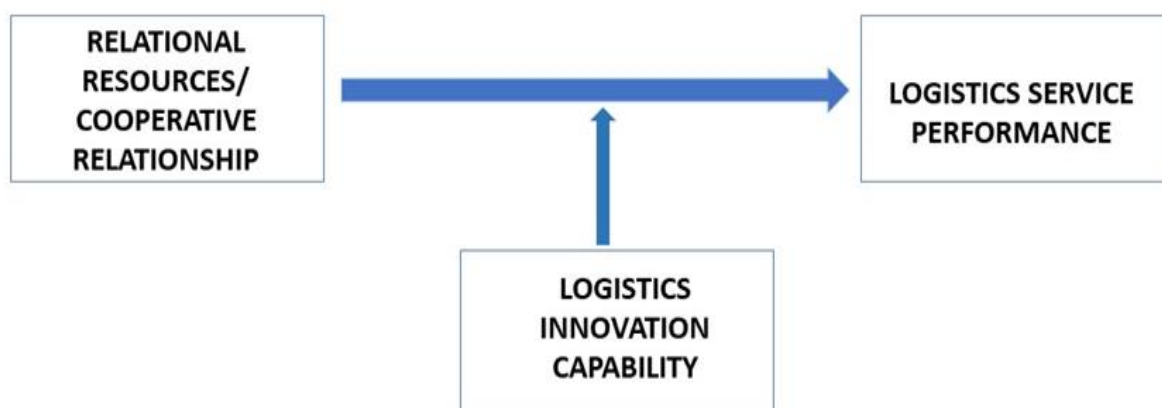 RELATIONAL
RESOURCES/
COOPERATIVE
RELATIONSHIP
LOGISTICS SERVICE
PERFORMANCE
LOGISTICS
INNOVATION
CAPABILITY